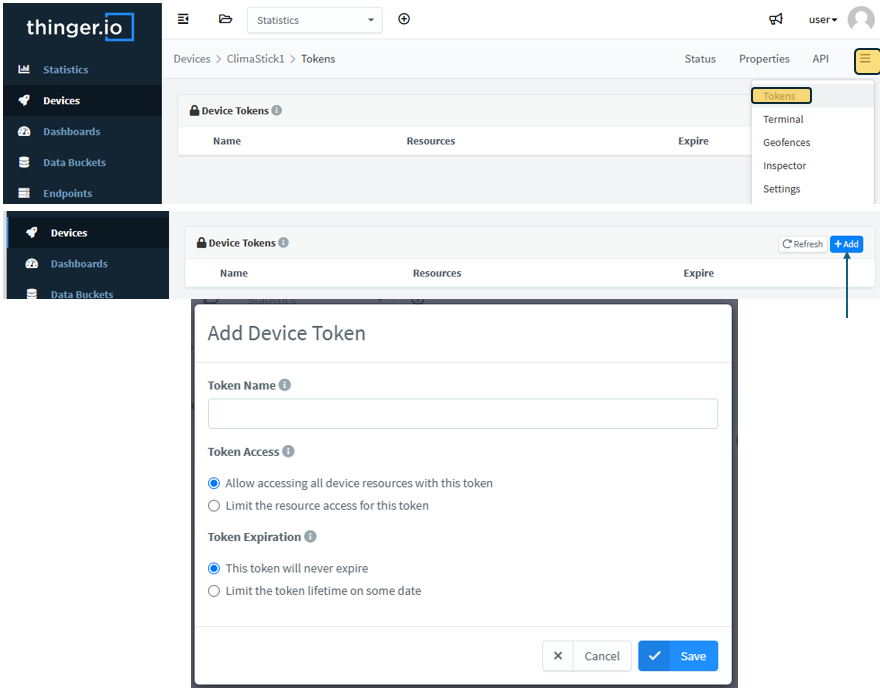 thinger.io
Statistics
user
Devices > ClimaStick1 > Tokens
Status Properties API
Statistics
Devices
Dashboards
Data Buckets
Endpoints
Device Tokens
Name Resources Expire
Tokens
Terminal
Geofences
Inspector
Settings
Devices
Dashboards
Data Buckets
Device Tokens
Refresh
Add
Name Resources Expire
Statistics
Add Device Token
Token Name
Token Access
Allow accessing all device resources with this token
Limit the resource access for this token
Token Expiration
This token will never expire
Limit the token lifetime on some date
Cancel
Save